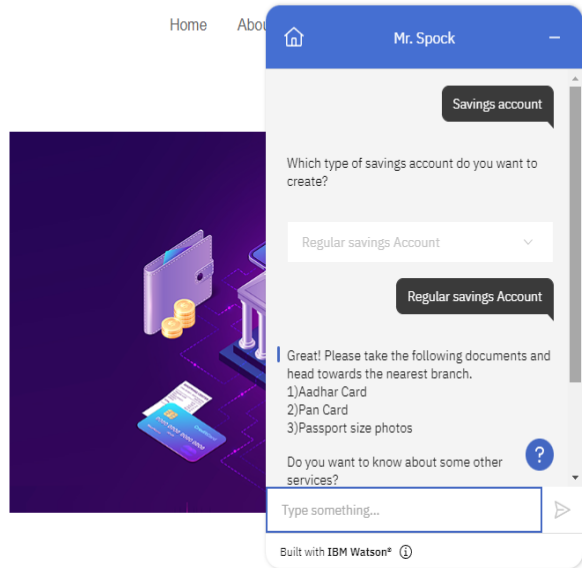 Home Abou
Mr. Spock
Savings account
Which type of savings account do you want to
create?
Regular savings Account
Regular savings Account
Great! Please take the following documents and
head towards the nearest branch.
1)Aadhar Card
2)Pan Card
3)Passport size photos
?
Do you want to know about some other
services?
Type something...
Built with IBM Watson®